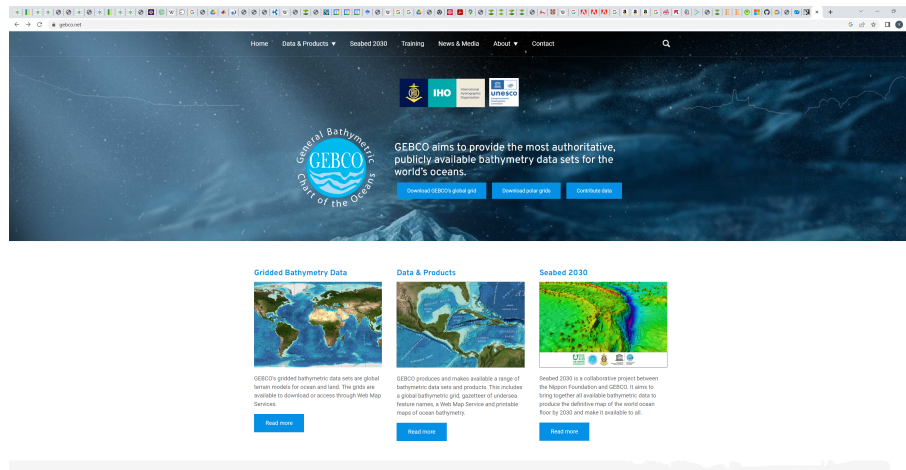 gebco.net
Home Data & Products ▼ Seabed 2030 Training News & Media About ▼ Contact
IHO
International
Hydrographic
Organization
unesco
General Bathymetric
GEBCO
Chart of the Oceans
GEBCO aims to provide the most authoritative,
publicly available bathymetry data sets for the
world's oceans.
Download GEBCO's global grid Download polar grids Contribute data
Gridded Bathymetry Data
GEBCO's gridded bathymetric data sets are global
terrain models for ocean and land. The grids are
available to download or access through Web Map
Services.
Read more
Data & Products
GEBCO produces and makes available a range of
bathymetric data sets and products. This includes
a global bathymetric grid, gazetteer of undersea
feature names, a Web Map Service and printable
maps of ocean bathymetry.
Read more
Seabed 2030
Seabed 2030 is a collaborative project between
the Nippon Foundation and GEBCO. It aims to
bring together all available bathymetric data to
produce the definitive map of the world ocean
floor by 2030 and make it available to all.
Read more